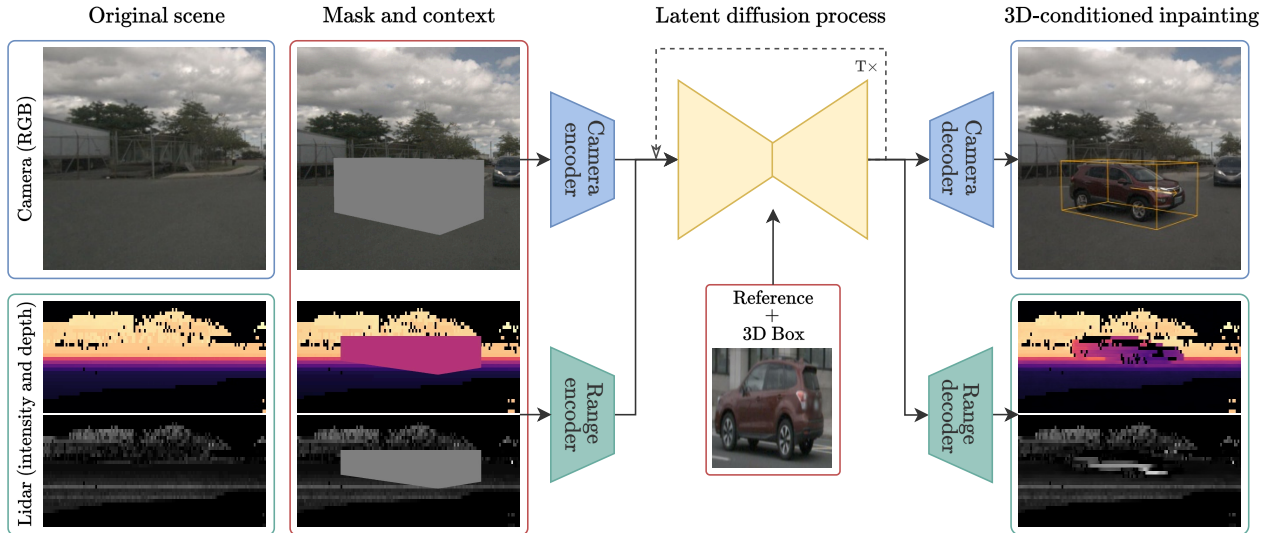 Original scene
Mask and context
Latent diffusion process
3D-conditioned inpainting
Camera (RGB)
Lidar (intensity and depth)
Camera
encoder
Range
encoder
T×
Reference
+
3D Box
Camera
decoder
Range
decoder